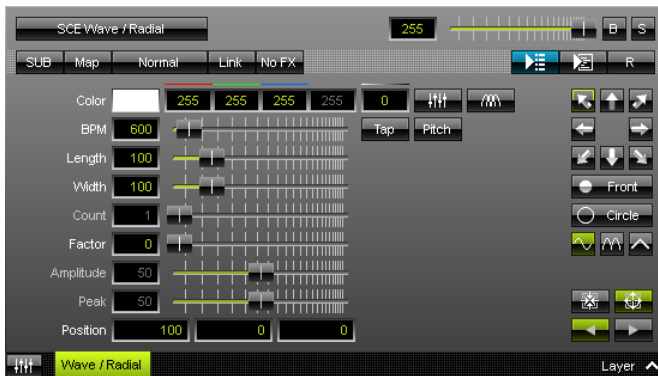 SCE Wave / Radial 255 B S
SUB Map Normal Link No FX R
Color 255 255 255 255 0
BPM 600 Tap Pitch
Length 100
Width 100 Front
Count 1 Circle
Factor 0
Amplitude 50
Peak 50
Position 100 0 0
Wave / Radial Layer